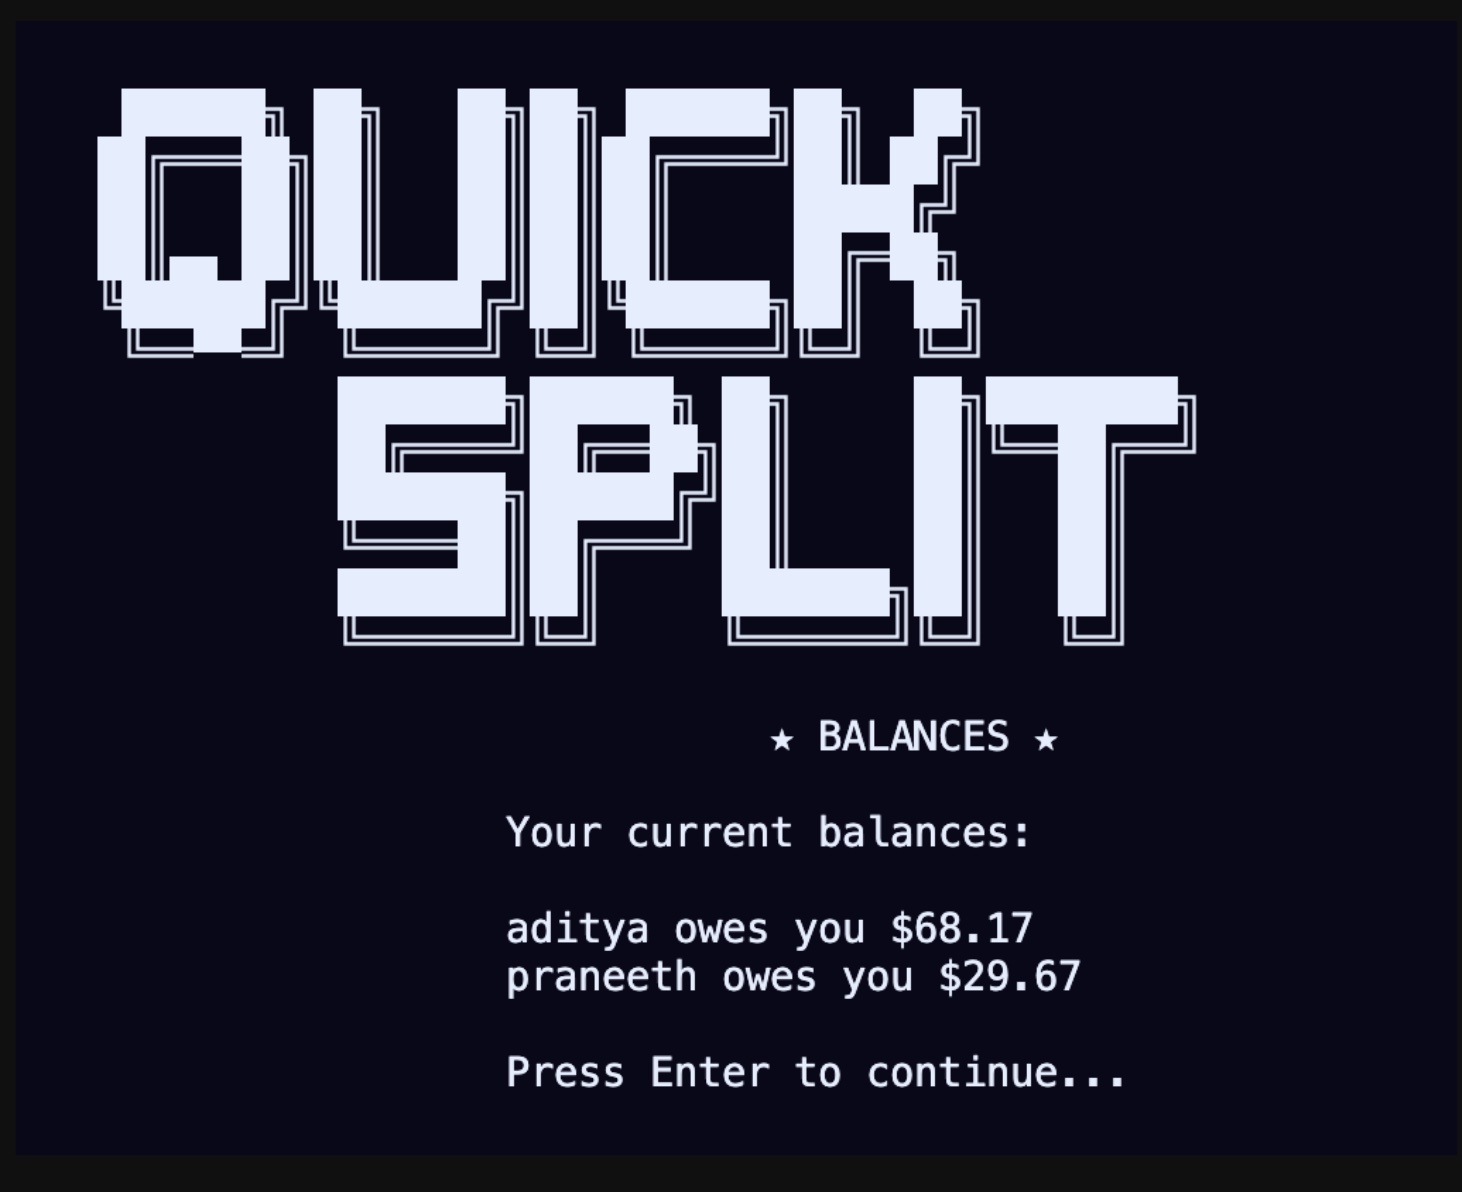 QUICK
SPLIT
★ BALANCES ★
Your current balances:
aditya owes you $68.17
praneeth owes you $29.67
Press Enter to continue...